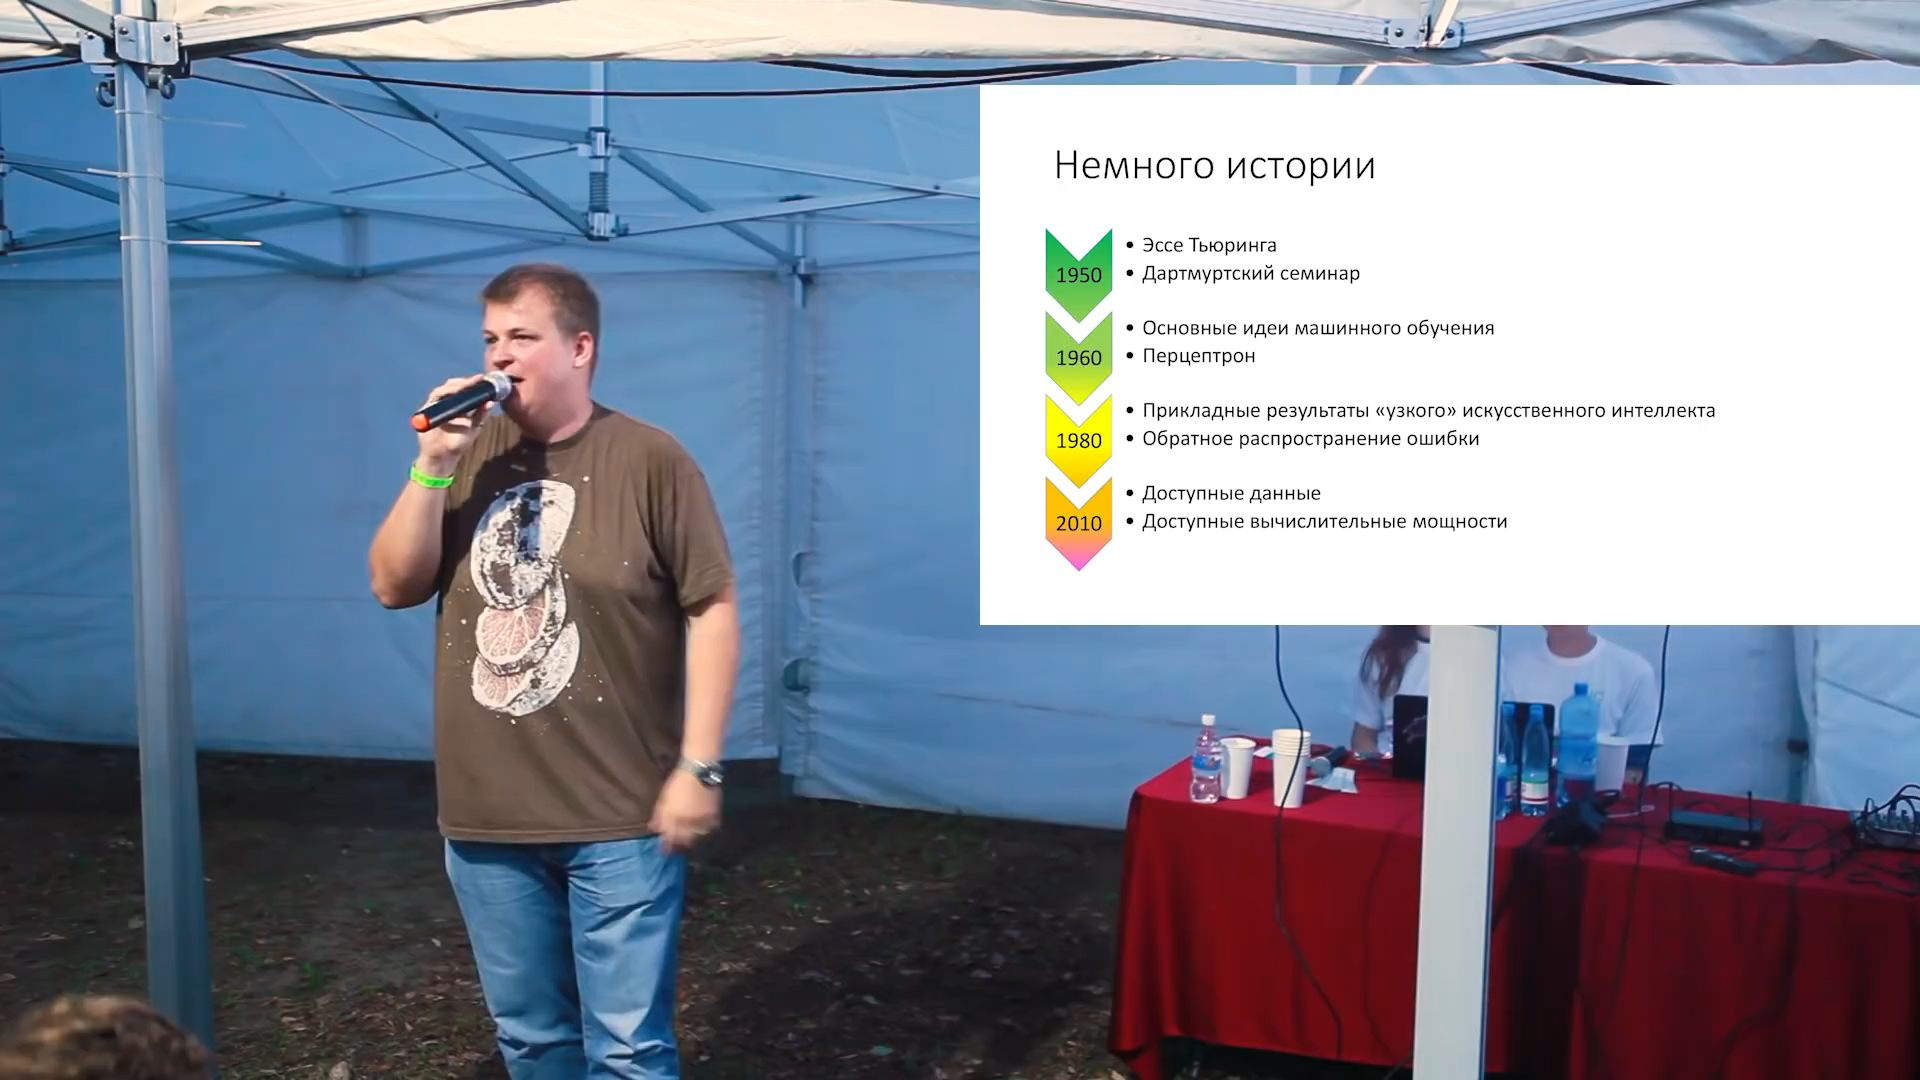 Немного истории
1950
• Эссе Тьюринга
• Дартмуртский семинар
1960
• Основные идеи машинного обучения
• Перцептрон
1980
• Прикладные результаты «узкого» искусственного интеллекта
• Обратное распространение ошибки
2010
• Доступные данные
• Доступные вычислительные мощности